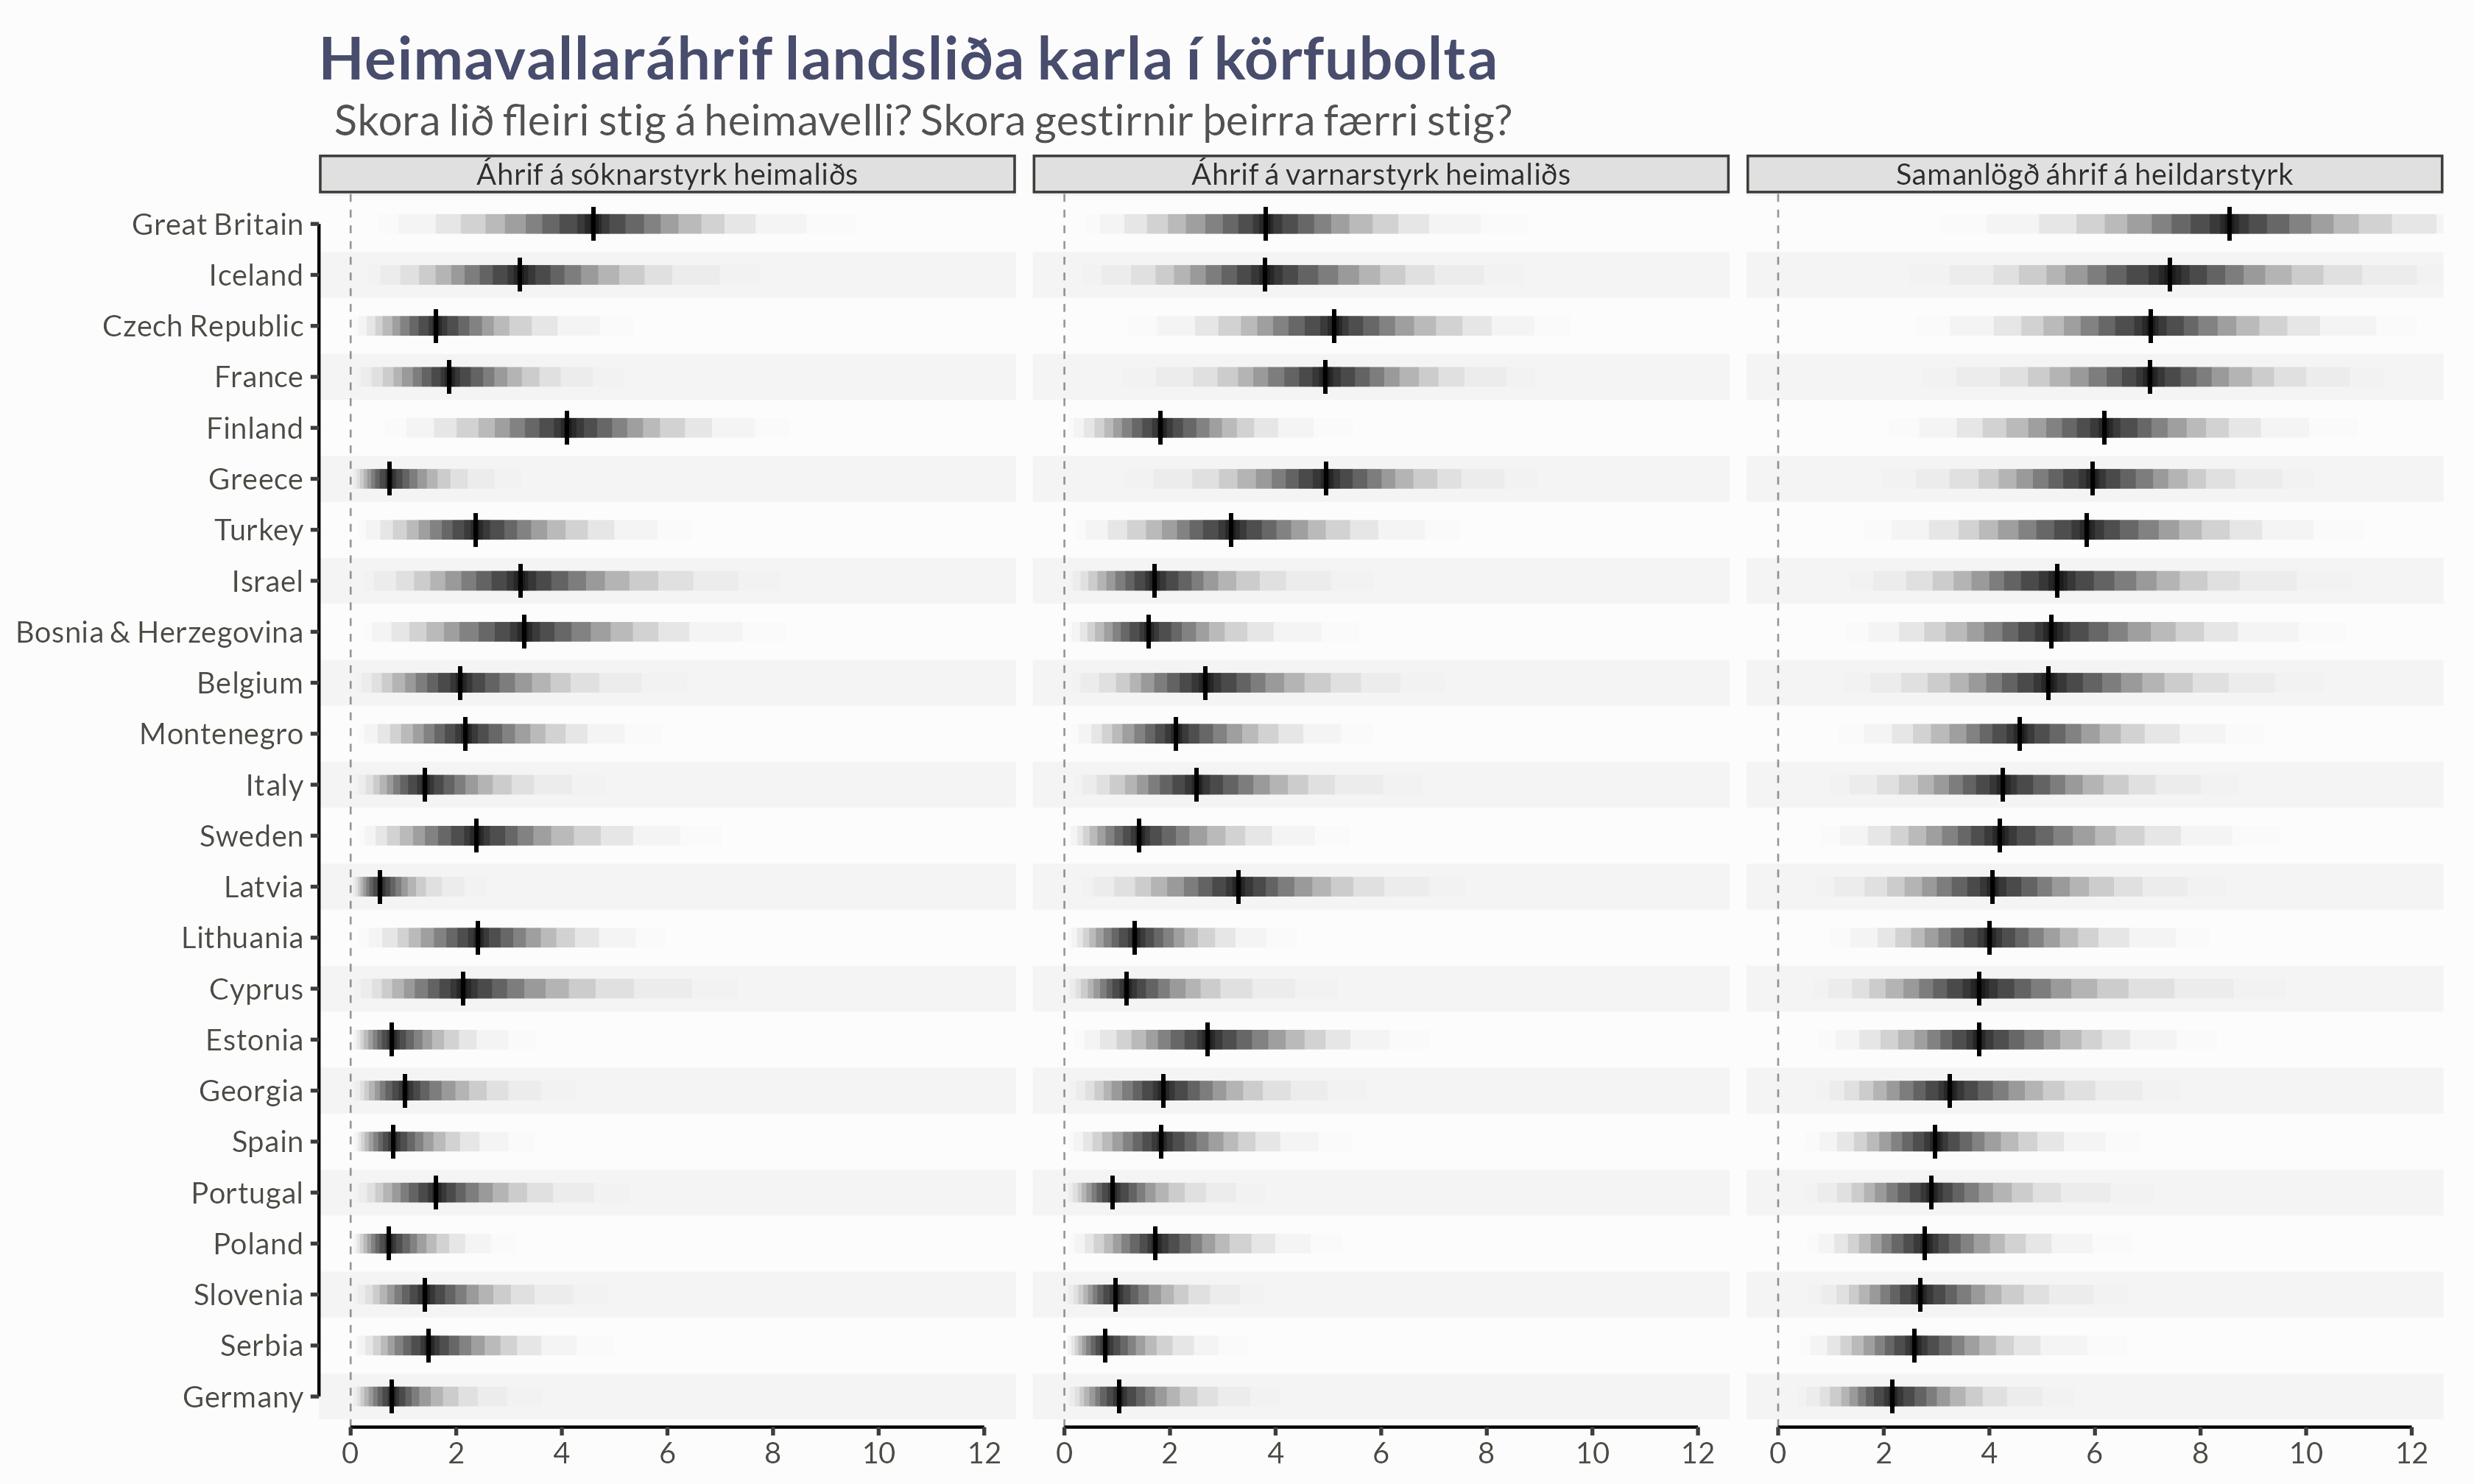 Heimavallaráhrif landsliða karla í körfubolta
Skora lið fleiri stig á heimavelli? Skora gestirnir þeirra færri stig?
Áhrif á sóknarstyrk heimaliðs
Áhrif á varnarstyrk heimaliðs
Samanlögð áhrif á heildarstyrk
Great Britain
Iceland
Czech Republic
France
Finland
Greece
Turkey
Israel
Bosnia & Herzegovina
Belgium
Montenegro
Italy
Sweden
Latvia
Lithuania
Cyprus
Estonia
Georgia
Spain
Portugal
Poland
Slovenia
Serbia
Germany
0 2 4 6 8 10 12
0 2 4 6 8 10 12
0 2 4 6 8 10 12